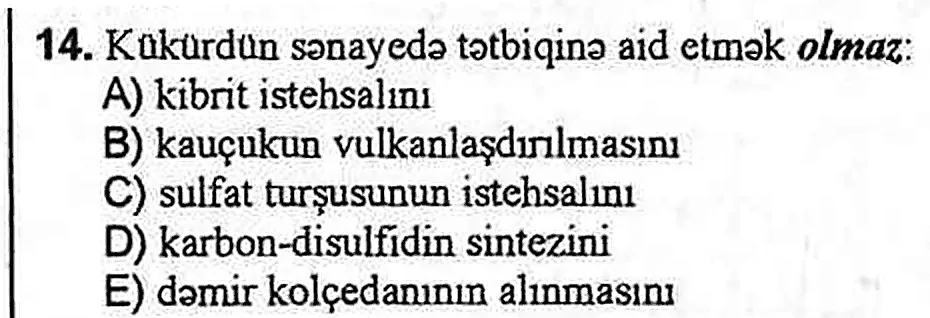 14. Kükürdün sənayedə tətbiqinə aid etmək olmaz:
A) kibrit istehsalını
B) kauçukun vulkanlaşdırılmasını
C) sulfat turşusunun istehsalını
D) karbon-disulfidin sintezini
E) dəmir kolçedanının alınmasını